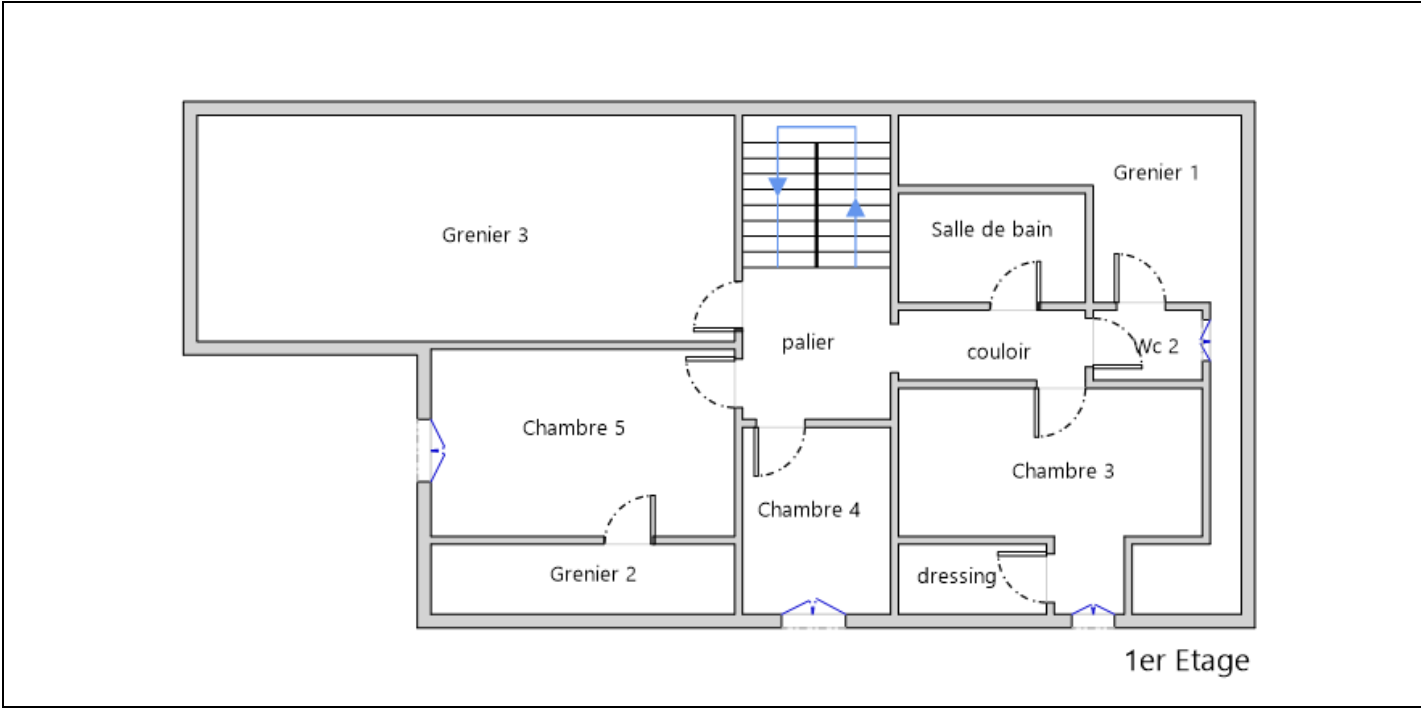 Grenier 1
Salle de bain
Grenier 3
palier
couloir
Wc 2
Chambre 5
Chambre 3
Chambre 4
Grenier 2
dressing
1er Etage